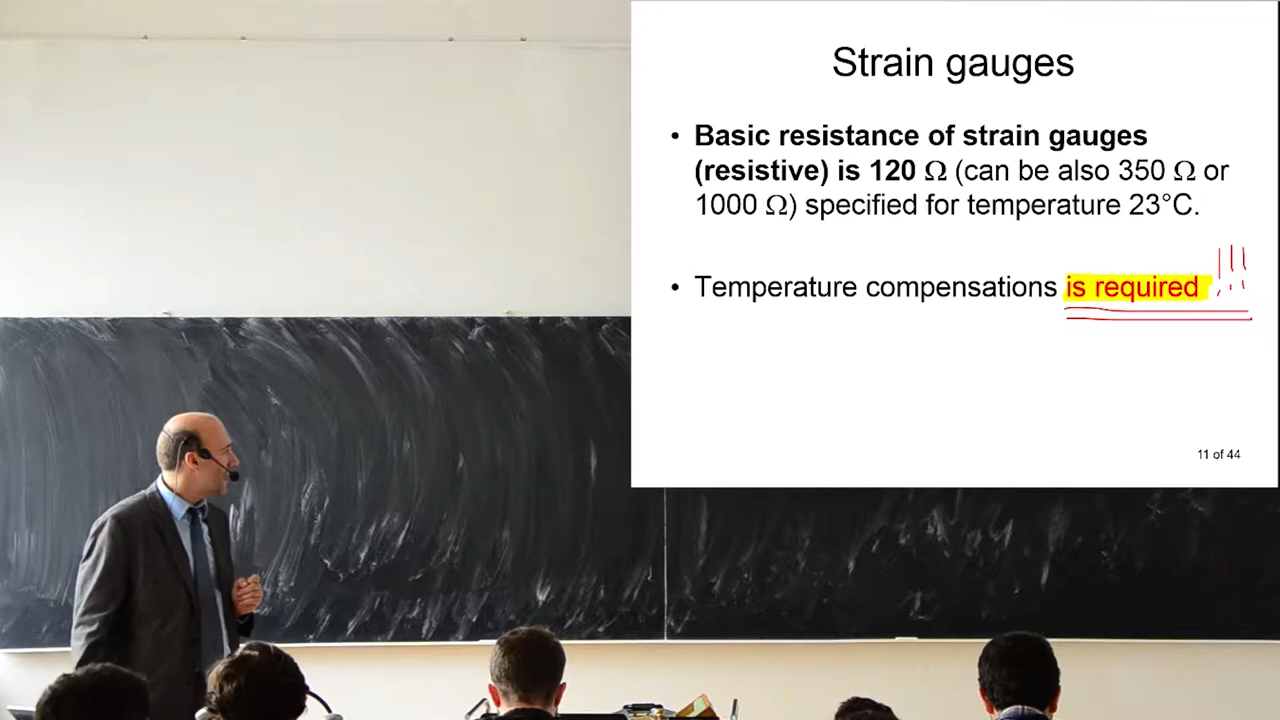 Strain gauges
• Basic resistance of strain gauges
(resistive) is 120 Ω (can be also 350 Ω or
1000 Ω) specified for temperature 23°C.
• Temperature compensations is required !!!
11 of 44